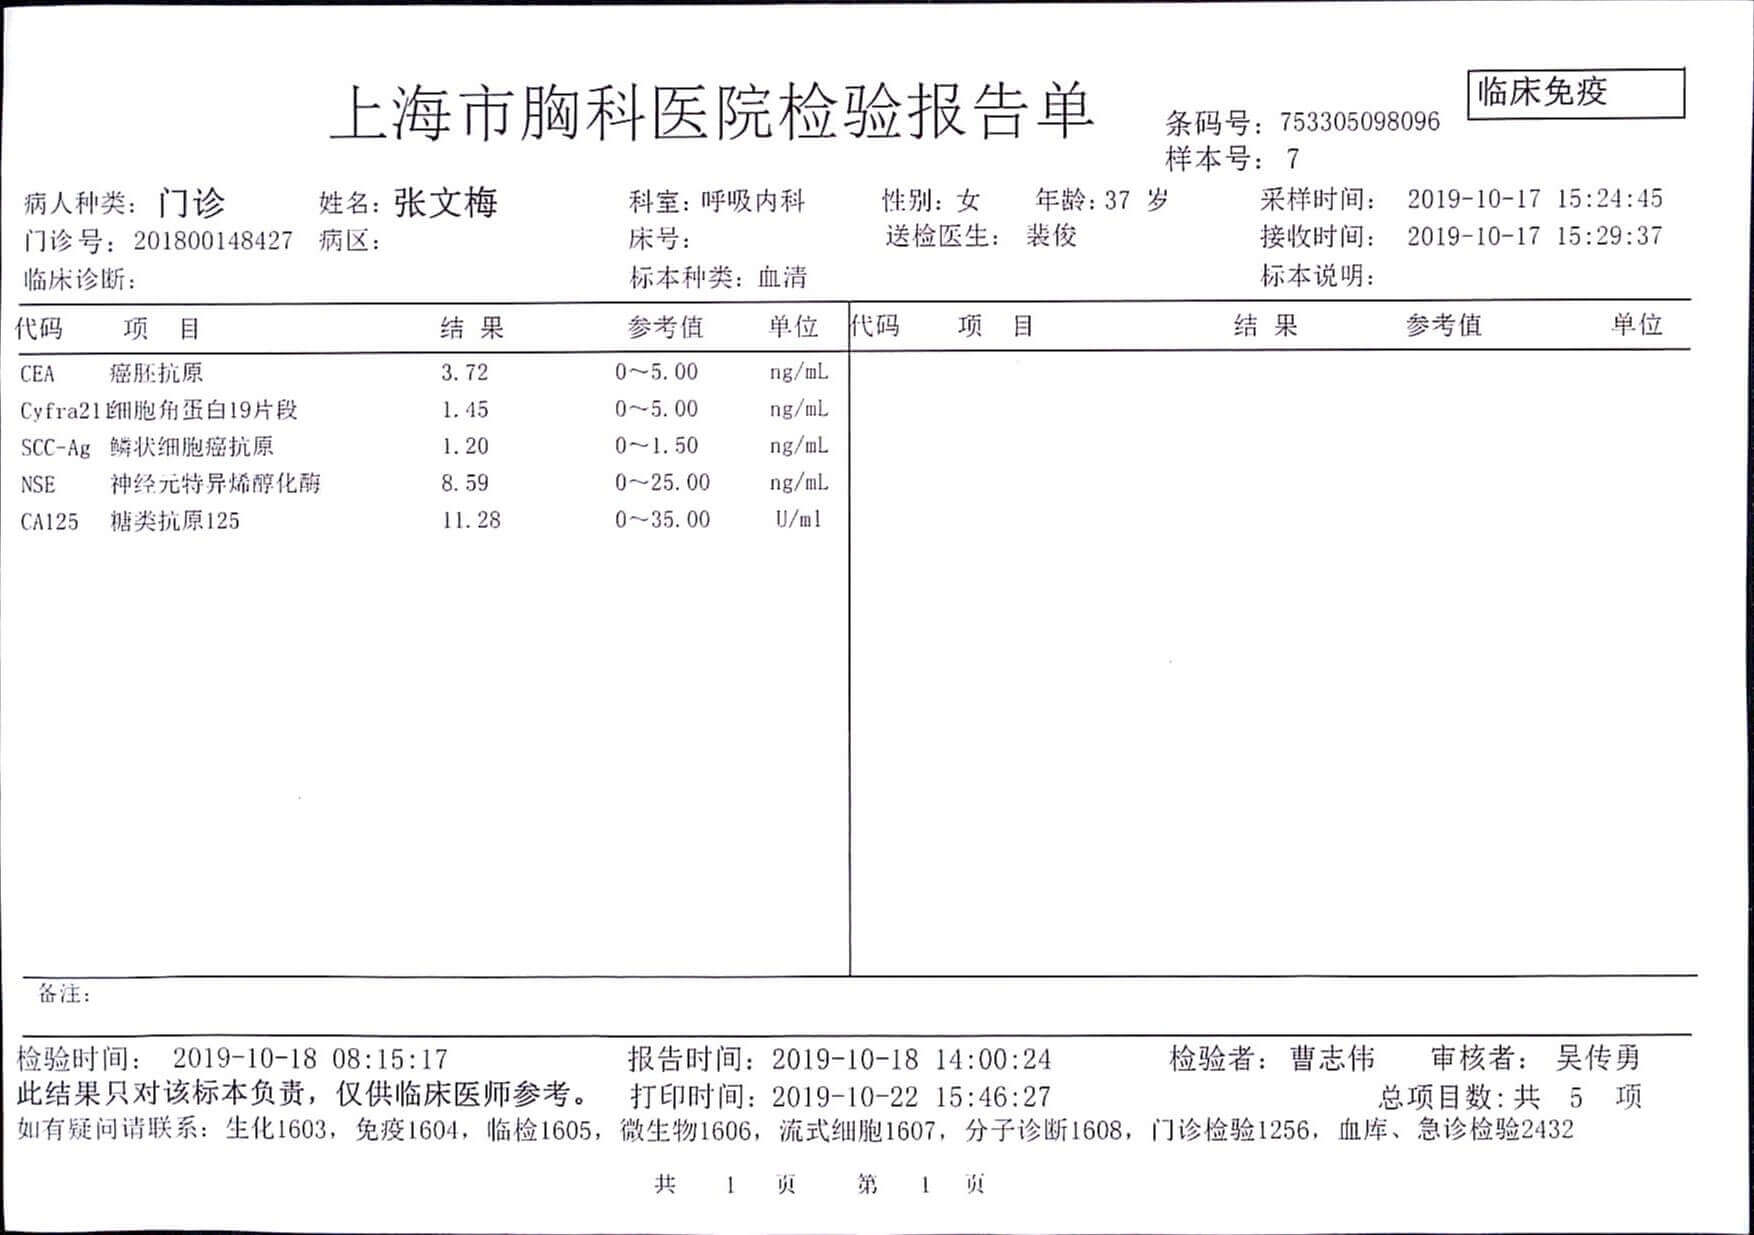 上海市胸科医院检验报告单
临床免疫
条码号：753305098096
样本号：7
病人种类：门诊 姓名：张文梅 科室：呼吸内科 性别：女 年龄：37 岁 采样时间： 2019-10-17 15:24:45
门诊号：201800148427 病区： 床号： 送检医生： 裴俊 接收时间： 2019-10-17 15:29:37
临床诊断： 标本种类：血清 标本说明：
代码 项 目 结 果 参考值 单位 代码 项 目 结 果 参考值 单位
CEA 癌胚抗原 3.72 0～5.00 ng/mL
Cyfra211 细胞角蛋白19片段 1.45 0～5.00 ng/mL
SCC-Ag 鳞状细胞癌抗原 1.20 0～1.50 ng/mL
NSE 神经元特异烯醇化酶 8.59 0～25.00 ng/mL
CA125 糖类抗原125 11.28 0～35.00 U/ml
备注：
检验时间： 2019-10-18 08:15:17 报告时间：2019-10-18 14:00:24 检验者： 曹志伟 审核者： 吴传勇
此结果只对该标本负责，仅供临床医师参考。 打印时间：2019-10-22 15:46:27 总项目数：共 5 项
如有疑问请联系：生化1603，免疫1604，临检1605，微生物1606，流式细胞1607，分子诊断1608，门诊检验1256，血库、急诊检验2432
共 1 页 第 1 页